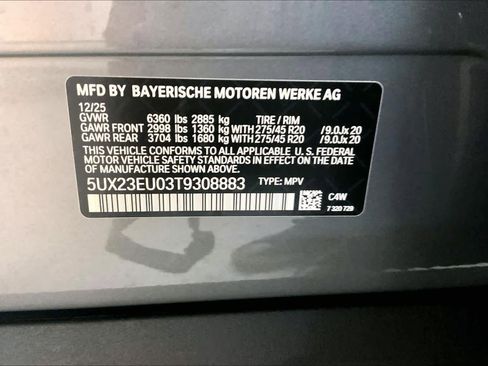 MFD BY BAYERISCHE MOTOREN WERKE AG
12/25
GVWR 6360 lbs 2885 kg TIRE / RIM
GAWR FRONT 2998 lbs 1360 kg WITH 275/45 R20 /9.0Jx20
GAWR REAR 3704 lbs 1680 kg WITH 275/45 R20 /9.0Jx20
THIS VEHICLE CONFORMS TO ALL APPLICABLE U.S. FEDERAL
MOTOR VEHICLE SAFETY STANDARDS IN EFFECT ON THE DATE
OF MANUFACTURE SHOWN ABOVE.
5UX23EU03T9308883 TYPE: MPV
C4W
7 320 729